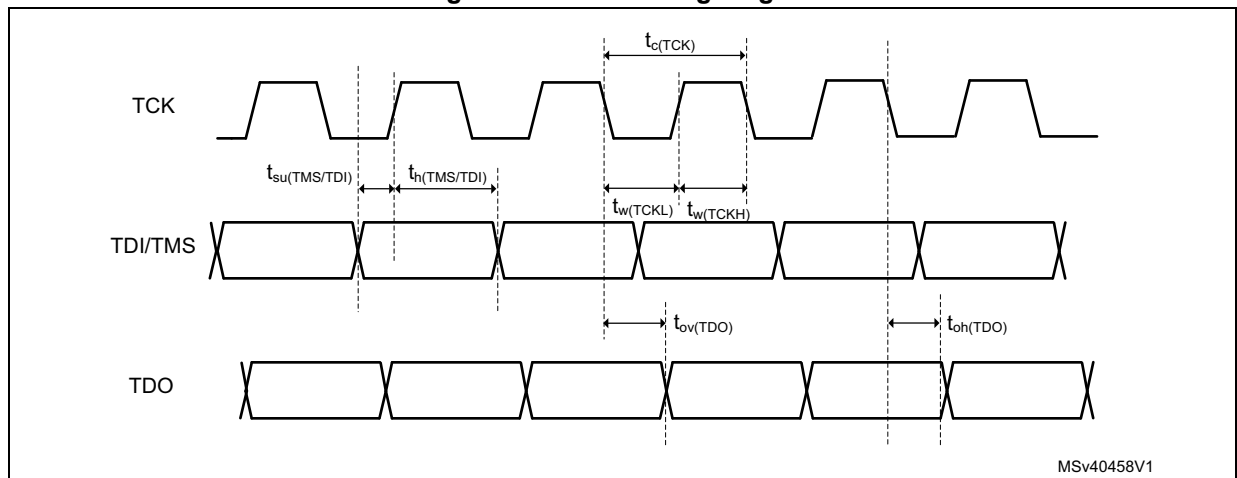 tc(TCK)
TCK
tsu(TMS/TDI)
th(TMS/TDI)
tw(TCKL)
tw(TCKH)
TDI/TMS
tov(TDO)
toh(TDO)
TDO
MSv40458V1